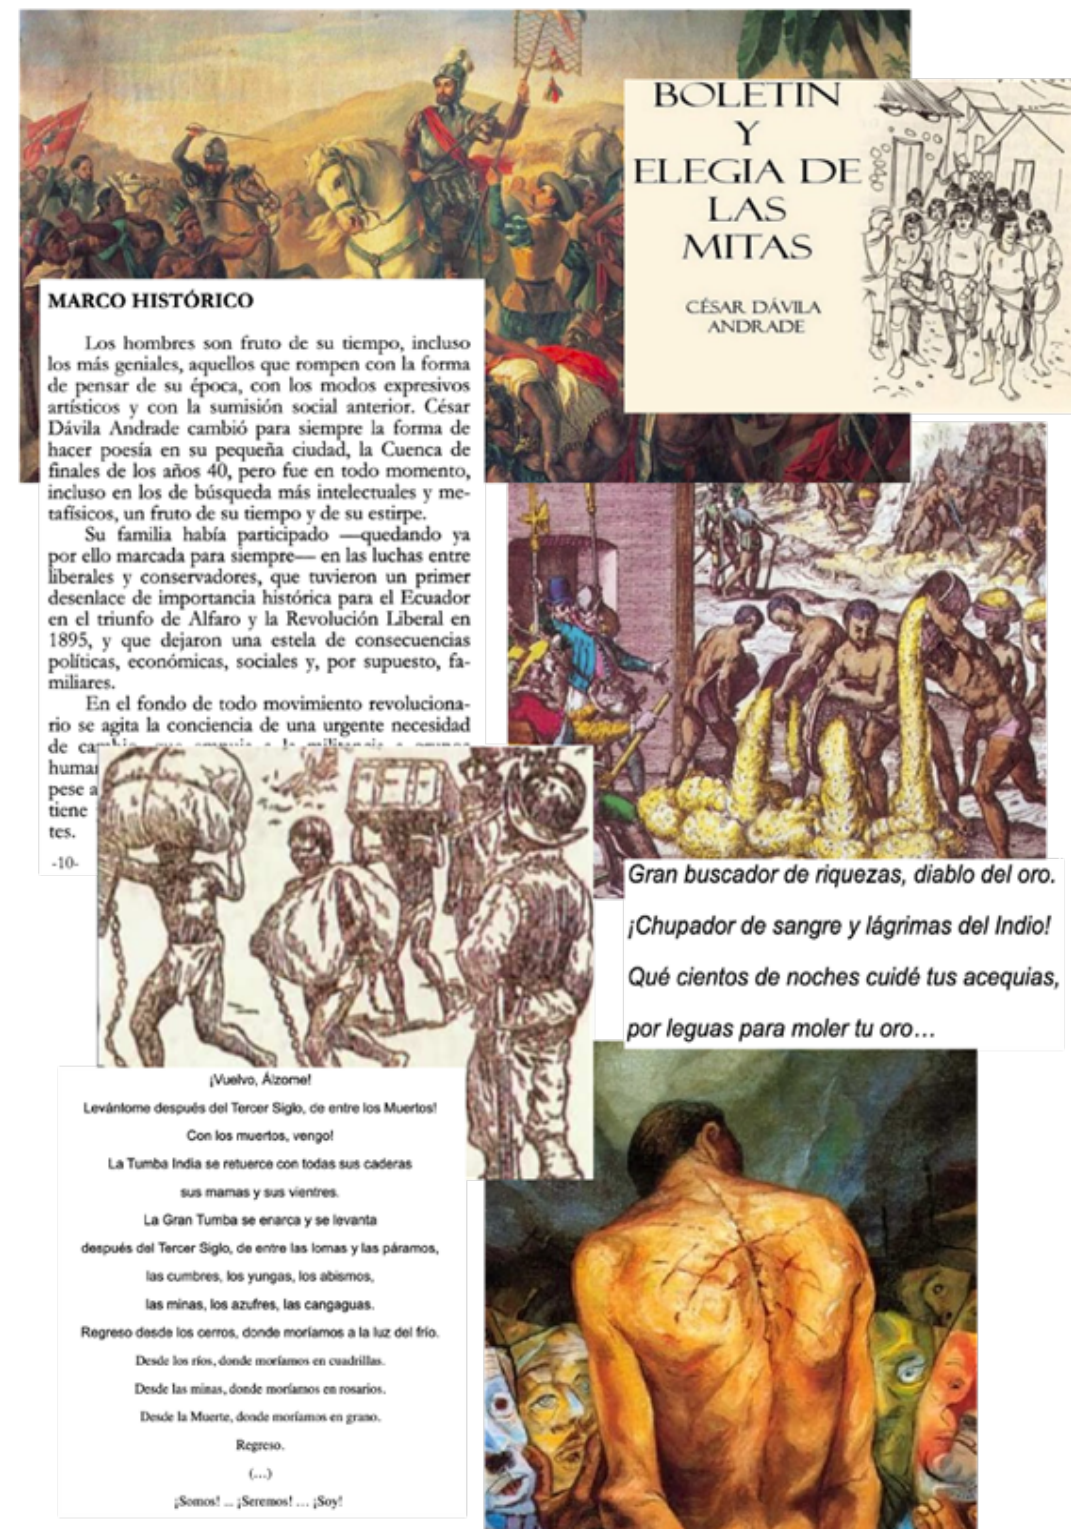 BOLETIN
Y
ELEGIA DE
LAS
MITAS
CÉSAR DÁVILA
ANDRADE
MARCO HISTÓRICO
Los hombres son fruto de su tiempo, incluso
los más geniales, aquellos que rompen con la forma
de pensar de su época, con los modos expresivos
artísticos y con la sumisión social anterior. César
Dávila Andrade cambió para siempre la forma de
hacer poesía en su pequeña ciudad, la Cuenca de
finales de los años 40, pero fue en todo momento,
incluso en los de búsqueda más intelectuales y me-
tafísicos, un fruto de su tiempo y de su estirpe.
Su familia había participado —quedando ya
por ello marcada para siempre— en las luchas entre
liberales y conservadores, que tuvieron un primer
desenlace de importancia histórica para el Ecuador
en el triunfo de Alfaro y la Revolución Liberal en
1895, y que dejaron una estela de consecuencias
políticas, económicas, sociales y, por supuesto, fa-
miliares.
En el fondo de todo movimiento revoluciona-
rio se agita la conciencia de una urgente necesidad
de
pese a
tiene
tes.
-10-
Gran buscador de riquezas, diablo del oro.
¡Chupador de sangre y lágrimas del Indio!
Qué cientos de noches cuidé tus acequias,
por leguas para moler tu oro…
¡Vuelvo, Álzome!
Levántome después del Tercer Siglo, de entre los Muertos!
Con los muertos, vengo!
La Tumba India se retuerce con todas sus caderas
sus mamas y sus vientres.
La Gran Tumba se enarca y se levanta
después del Tercer Siglo, de entre las lomas y las páramos,
las cumbres, los yungas, los abismos,
las minas, los azufres, las cangaguas.
Regreso desde los cerros, donde moríamos a la luz del frío.
Desde los ríos, donde moríamos en cuadrillas.
Desde las minas, donde moríamos en rosarios.
Desde la Muerte, donde moríamos en grano.
Regreso.
(...)
¡Somos! ... ¡Seremos! ... ¡Soy!